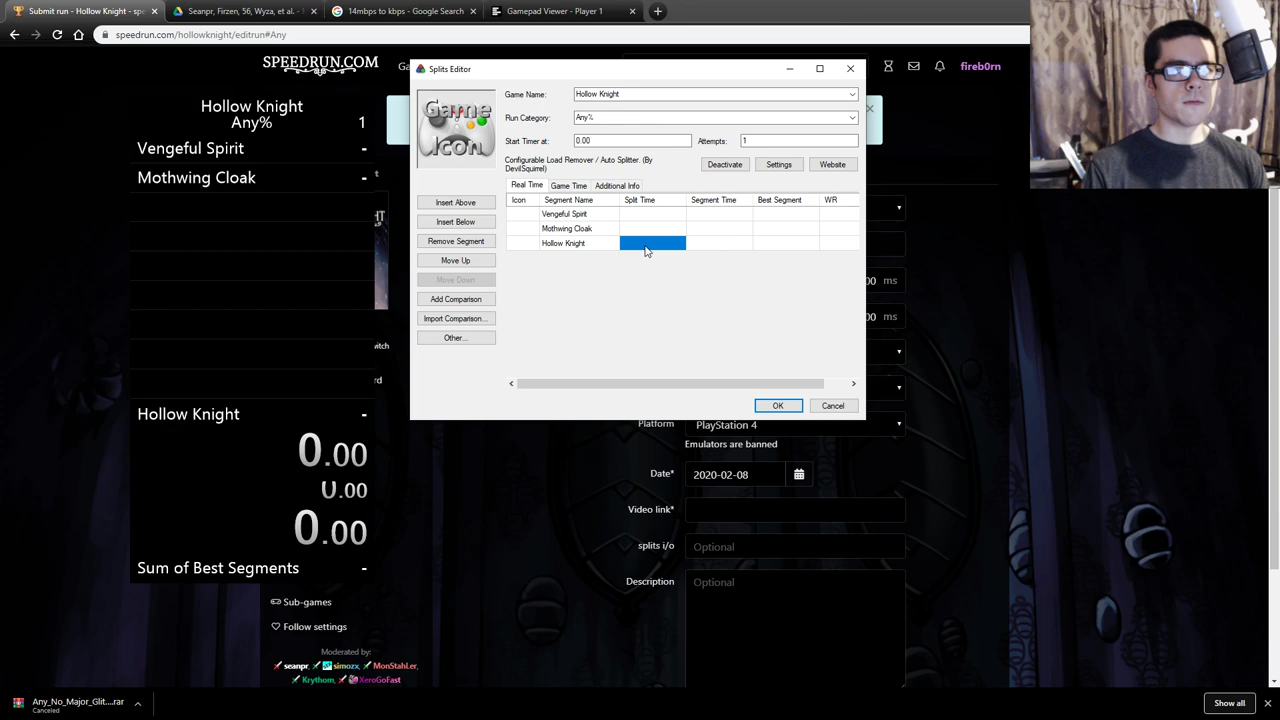 Submit run - Hollow Knight - spe
Seanpr, Firzen, 56, Wyza, et al. -
14mbps to kbps - Google Search
Gamepad Viewer - Player 1
speedrun.com/hollowknight/editrun#Any
SPEEDRUN.COM
Ga
fireb0rn
Splits Editor
Game Name:
Hollow Knight
Run Category:
Any%
Start Timer at:
0.00
Attempts:
1
Configurable Load Remover / Auto Splitter. (By
DevilSquirrel)
Deactivate
Settings
Website
Game
Icon
Real Time
Game Time
Additional Info
Icon
Segment Name
Split Time
Segment Time
Best Segment
WR
Vengeful Spirit
Mothwing Cloak
Hollow Knight
Insert Above
Insert Below
Remove Segment
Move Up
Move Down
Add Comparison
Import Comparison...
Other...
OK
Cancel
Hollow Knight
Any%
1
Vengeful Spirit
-
Mothwing Cloak
-
Hollow Knight
-
0.00
0.00
0.00
Sum of Best Segments
-
00 ms
00 ms
Platform
PlayStation 4
Emulators are banned
Date*
2020-02-08
Video link*
splits i/o
Optional
Description
Optional
Sub-games
Follow settings
Moderated by:
seanpr,
simozx,
MonStahLer,
Krythom,
XeroGoFast
Any_No_Major_Glit....rar
Canceled
Show all